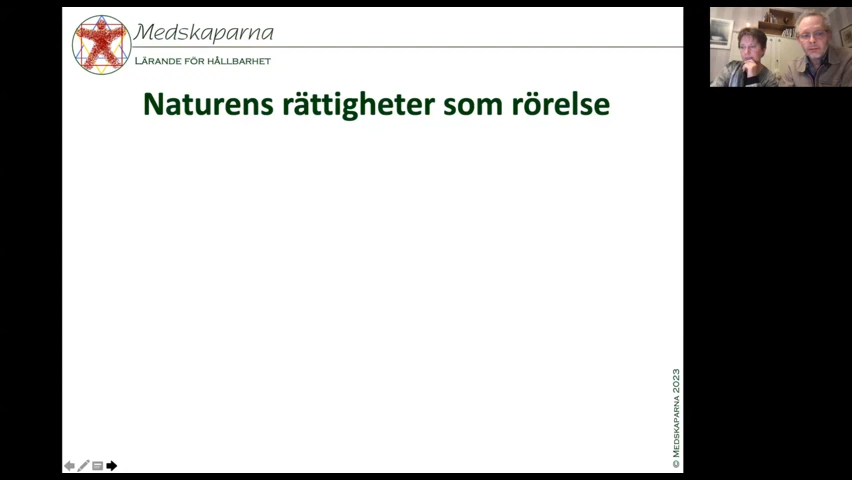 Medskaparna
LÄRANDE FÖR HÅLLBARHET
Naturens rättigheter som rörelse
© MEDSKAPARNA 2023